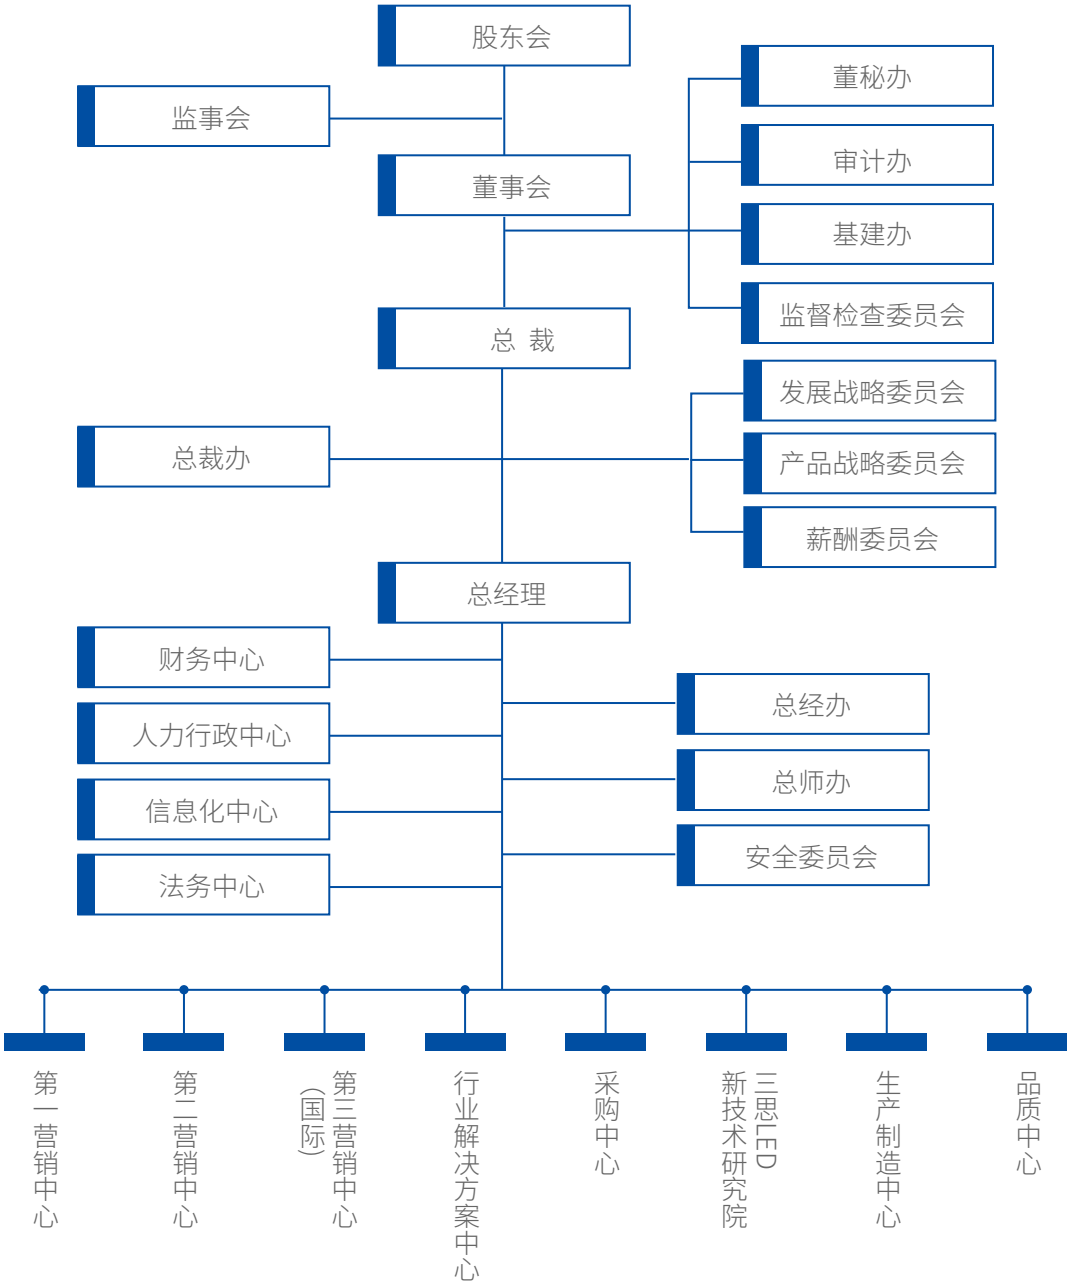 股东会
监事会
董事会
董秘办
审计办
基建办
监督检查委员会
总 裁
发展战略委员会
总裁办
产品战略委员会
薪酬委员会
总经理
财务中心
人力行政中心
信息化中心
法务中心
总经办
总师办
安全委员会
第一营销中心
第二营销中心
第三营销中心
（国际）
行业解决方案中心
采购中心
三思LED
新技术研究院
生产制造中心
品质中心